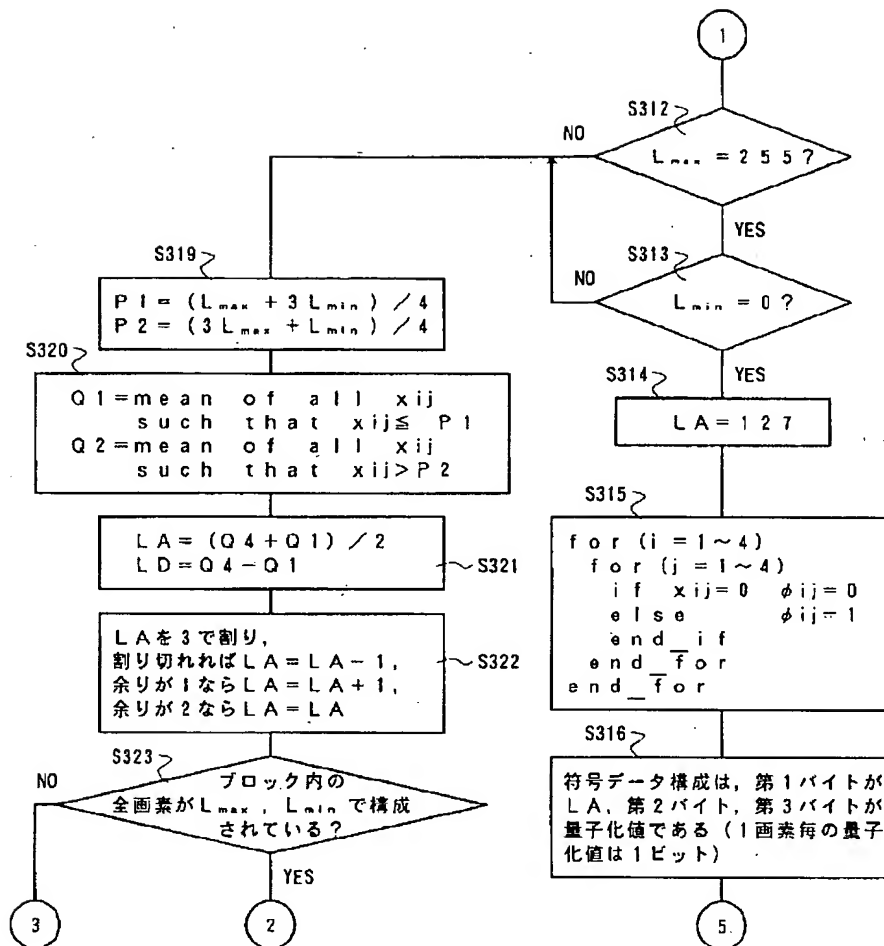 1
S312
NO
Lmax = 255?
YES
S313
NO
Lmin = 0?
YES
S314
LA=127
S315
for (i = 1~4)
for (j = 1~4)
if xij=0 φij=0
else φij=1
end_if
end_for
end_for
S316
符号データ構成は,第1バイトが
LA,第2バイト,第3バイトが
量子化値である(1画素毎の量子
化値は1ビット)
5
S319
P1=(Lmax + 3Lmin)/4
P2=(3Lmax + Lmin)/4
S320
Q1=mean of all xij
such that xij≦ P1
Q2=mean of all xij
such that xij>P2
LA=(Q4+Q1)/2
LD=Q4-Q1
S321
LAを3で割り,
割り切れればLA=LA-1,
余りが1ならLA=LA+1,
余りが2ならLA=LA
S322
S323
NO
ブロック内の
全画素がLmax, Lminで構成
されている?
YES
3
2